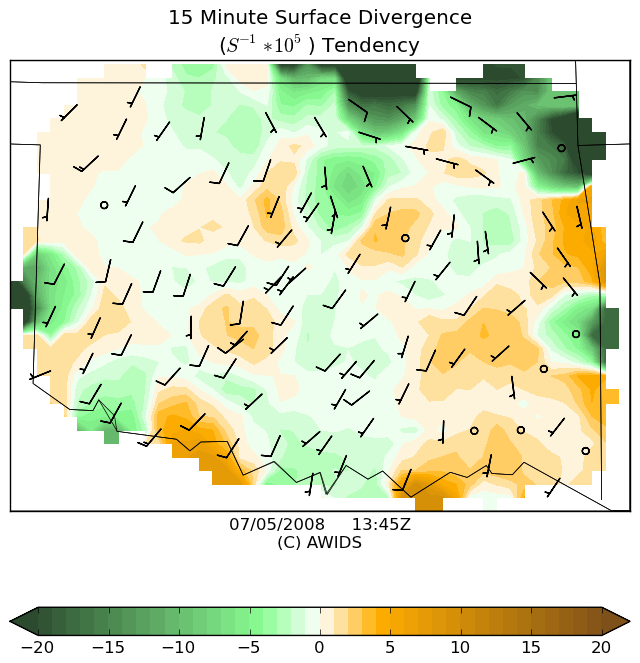 15 Minute Surface Divergence
(S⁻¹ *10⁵ ) Tendency
07/05/2008 13:45Z
(C) AWIDS
−20 −15 −10 −5 0 5 10 15 20